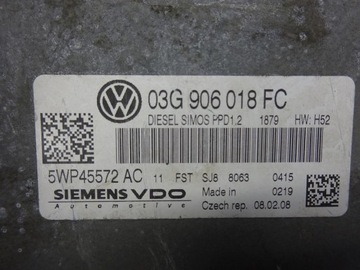 03G 906 018 FC
DIESEL SIMOS PPD1.2 1879 HW: H52
5WP45572 AC 11 FST SJ8 8063 0415
SIEMENS VDO Made in 0219
Automotive Czech rep. 08.02.08